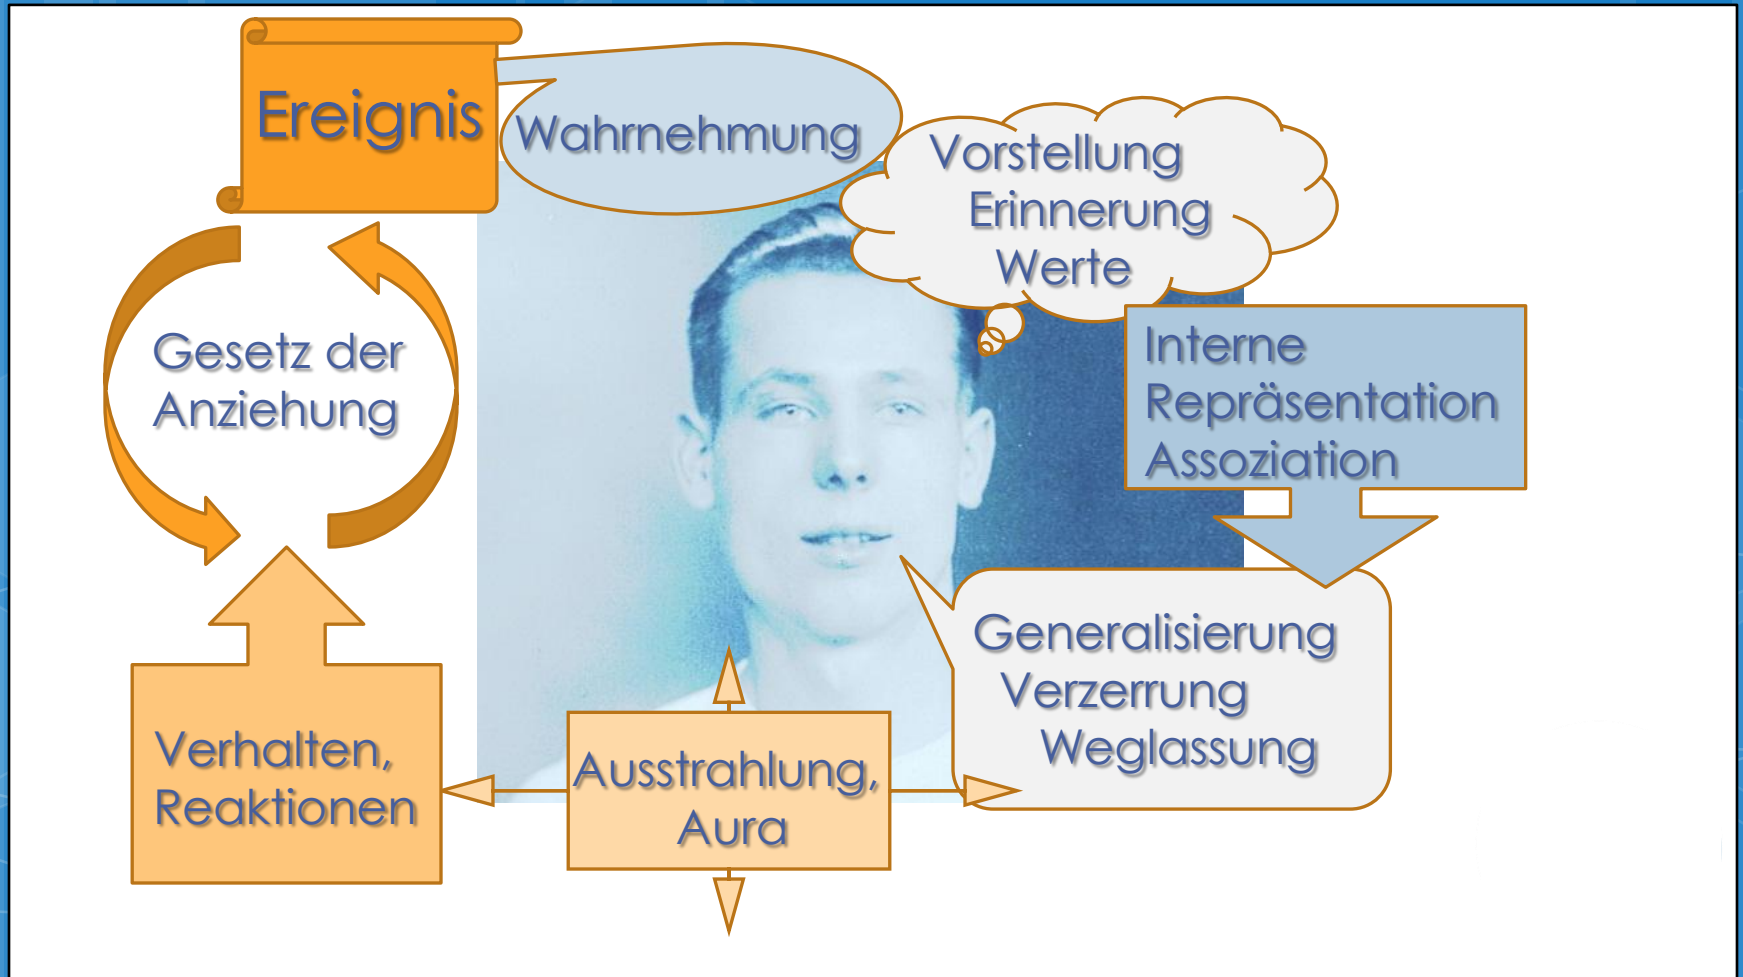 Ereignis
Wahrnehmung
Vorstellung
Erinnerung
Werte
Interne
Repräsentation
Assoziation
Generalisierung
Verzerrung
Weglassung
Ausstrahlung,
Aura
Verhalten,
Reaktionen
Gesetz der
Anziehung